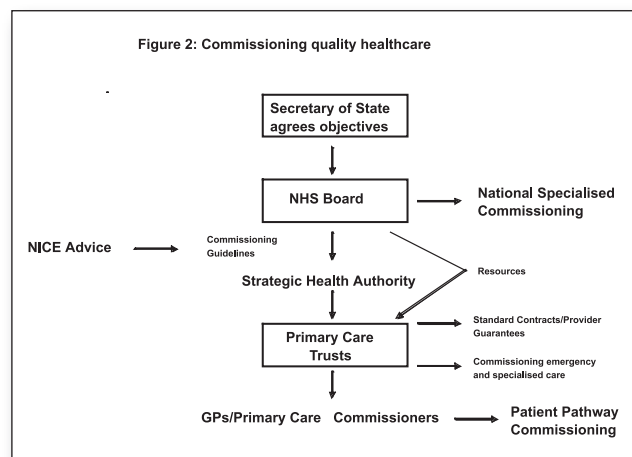 Figure 2: Commissioning quality healthcare
Secretary of State
agrees objectives
NHS Board
National Specialised
Commissioning
NICE Advice
Commissioning
Guidelines
Resources
Strategic Health Authority
Standard Contracts/Provider
Guarantees
Primary Care
Trusts
Commissioning emergency
and specialised care
GPs/Primary Care Commissioners
Patient Pathway
Commissioning